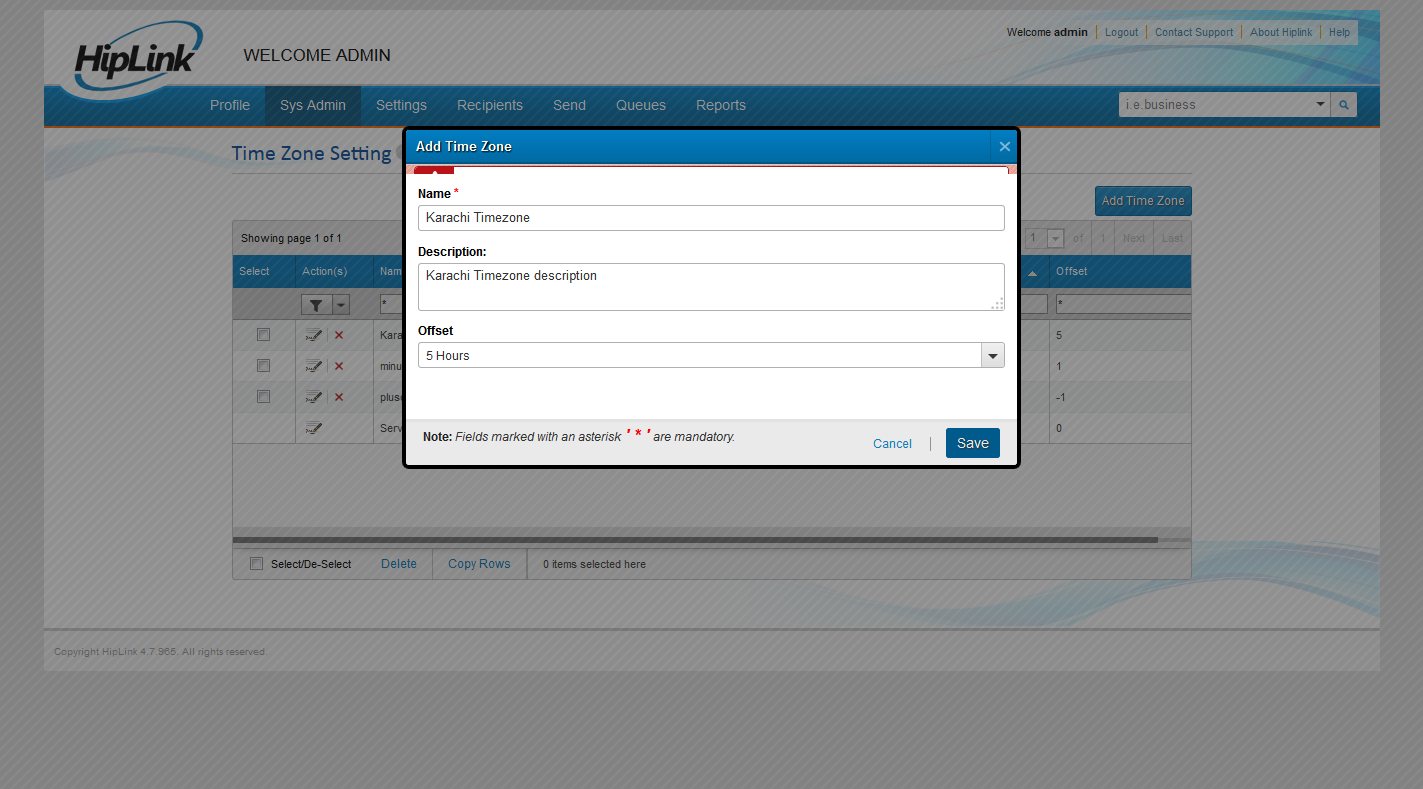 HipLink
WELCOME ADMIN
Welcome admin Logout Contact Support About Hiplink Help
Profile Sys Admin Settings Recipients Send Queues Reports
i.e.business
Time Zone Setting
Add Time Zone
Showing page 1 of 1
1 of 1 Next Last
Select Action(s) Nam Offset
* *
Kara 5
minu 1
plus -1
Serv 0
Select/De-Select Delete Copy Rows 0 items selected here
Copyright HipLink 4.7.965. All rights reserved.
Add Time Zone
Name *
Karachi Timezone
Description:
Karachi Timezone description
Offset
5 Hours
Note: Fields marked with an asterisk ' * ' are mandatory.
Cancel Save